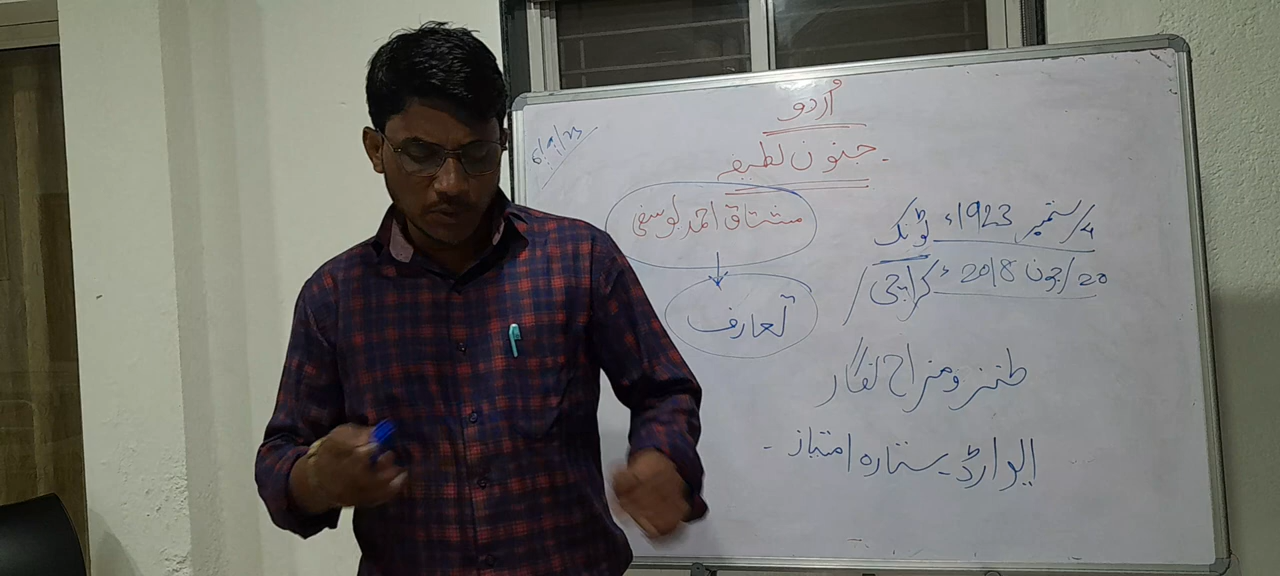 اُردو
6/9/23
جنون لطیفہ
مشتاق احمد یوسفی
4/ستمبر 1923ء ٹونک
20/جون 2018ء کراچی/
تعارف
طنز و مزاح نگار
ایوارڈ ـ ستارہ امتیاز -